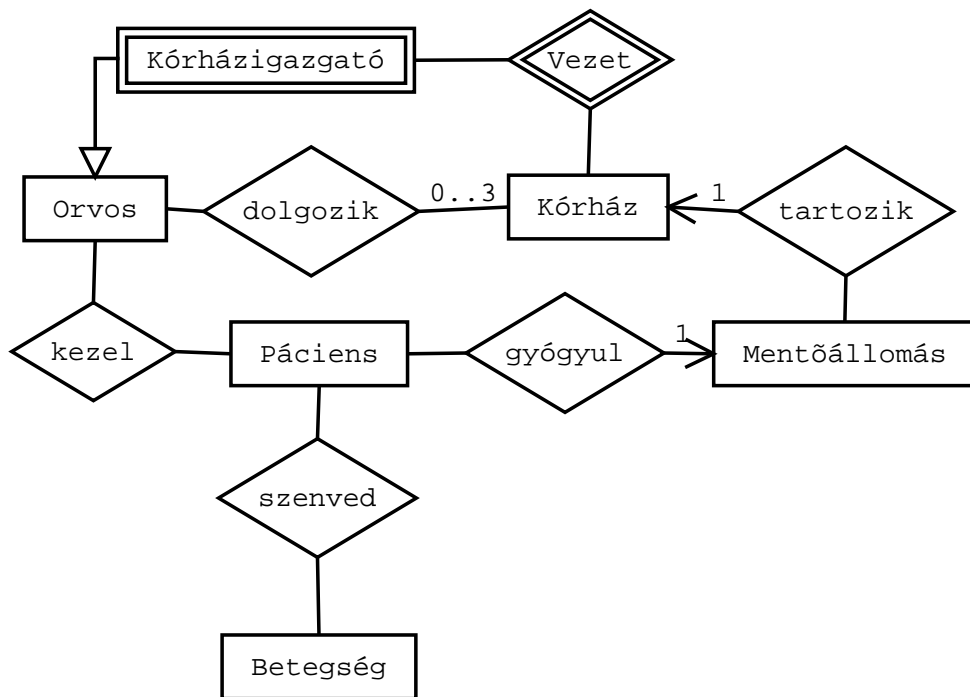 Kórházigazgató
Vezet
Orvos
dolgozik
0..3
Kórház
1
tartozik
kezel
Páciens
gyógyul
1
Mentõállomás
szenved
Betegség